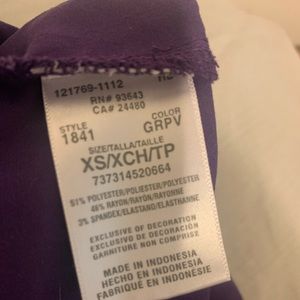 121769-1112
RN# 93643
CA# 24480
STYLE COLOR
1841 GRPV
SIZE/TALLA/TAILLE
XS/XCH/TP
737314520664
51% POLYESTER/POLIESTER/POLYESTER
46% RAYON/RAYON/RAYONNE
3% SPANDEX/ELASTANO/ELASTHANNE
EXCLUSIVE OF DECORATION
EXCLUSIVO DE DECORACIÓN
GARNITURE NON COMPRISE
MADE IN INDONESIA
HECHO EN INDONESIA
FABRIQUÉ EN INDONESIA